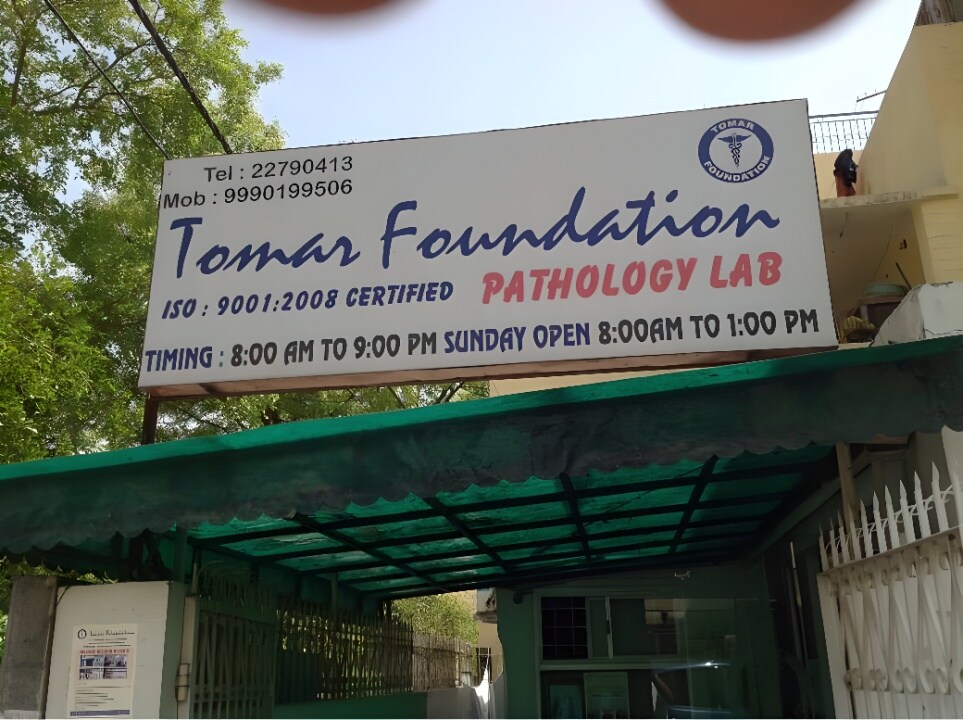 Tel : 22790413
Mob : 9990199506
TOMAR
FOUNDATION
Tomar Foundation
ISO : 9001:2008 CERTIFIED PATHOLOGY LAB
TIMING : 8:00 AM TO 9:00 PM SUNDAY OPEN 8:00AM TO 1:00 PM